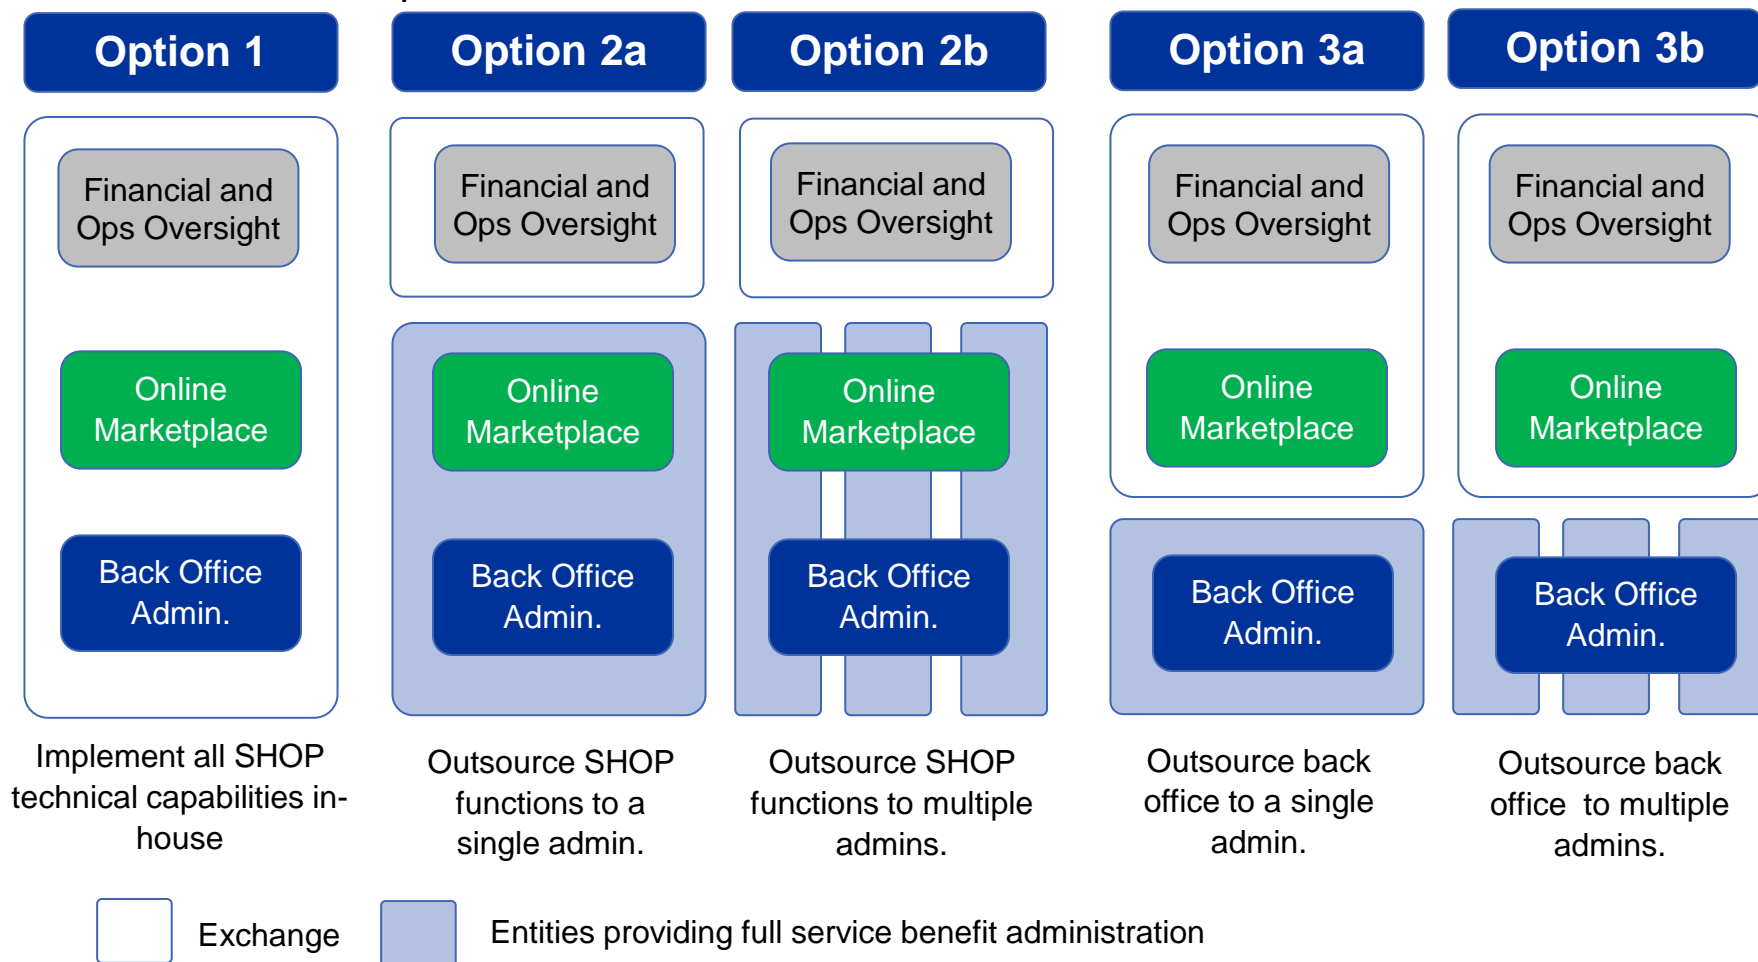 Option 1
Option 2a
Option 2b
Option 3a
Option 3b
Financial and
Ops Oversight
Financial and
Ops Oversight
Financial and
Ops Oversight
Financial and
Ops Oversight
Financial and
Ops Oversight
Online
Marketplace
Online
Marketplace
Online
Marketplace
Online
Marketplace
Online
Marketplace
Back Office
Admin.
Back Office
Admin.
Back Office
Admin.
Back Office
Admin.
Back Office
Admin.
Implement all SHOP
technical capabilities in-
house
Outsource SHOP
functions to a
single admin.
Outsource SHOP
functions to multiple
admins.
Outsource back
office to a single
admin.
Outsource back
office  to multiple
admins.
Exchange
Entities providing full service benefit administration